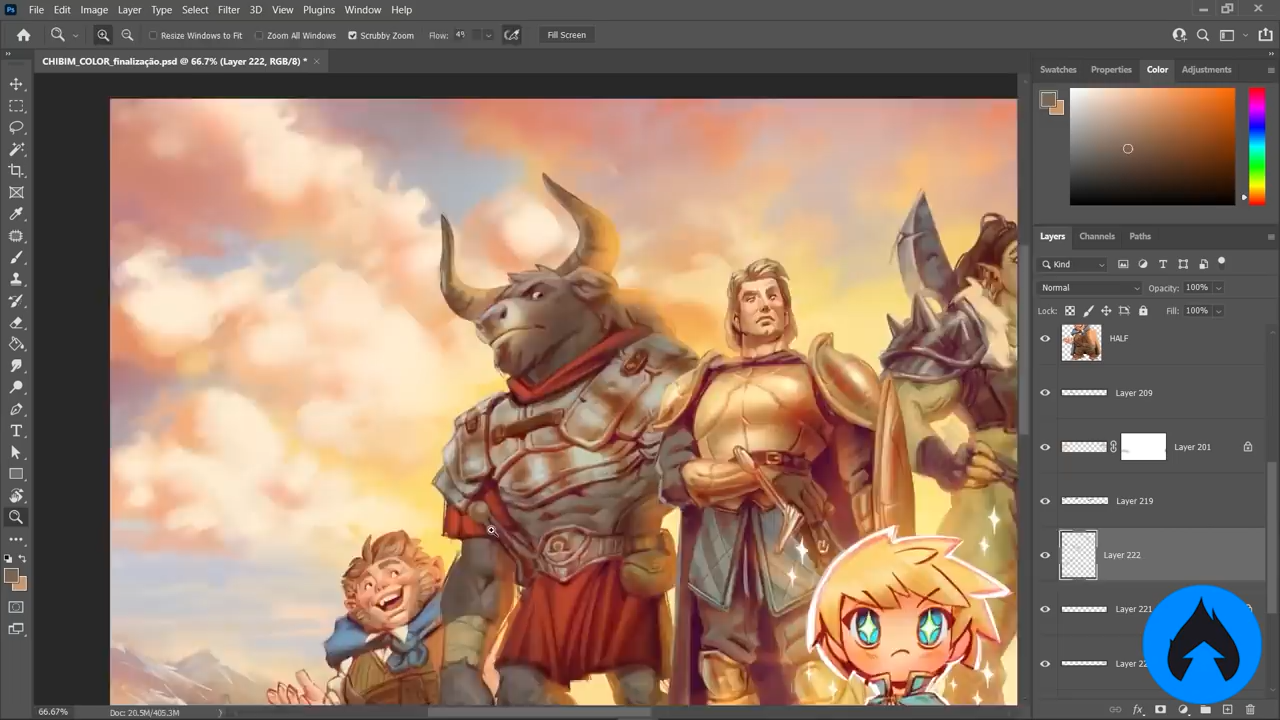 Ps File Edit Image Layer Type Select Filter 3D View Plugins Window Help
Resize Windows to Fit Zoom All Windows Scrubby Zoom Flow: Fill Screen
CHIBIM_COLOR_finalização.psd @ 66.7% (Layer 222, RGB/8) *
Swatches Properties Color Adjustments
Layers Channels Paths
Kind
Normal Opacity: 100%
Lock: Fill: 100%
HALF
Layer 209
Layer 201
Layer 219
Layer 222
Layer 221
66.67% Doc: 20.5M/405.3M